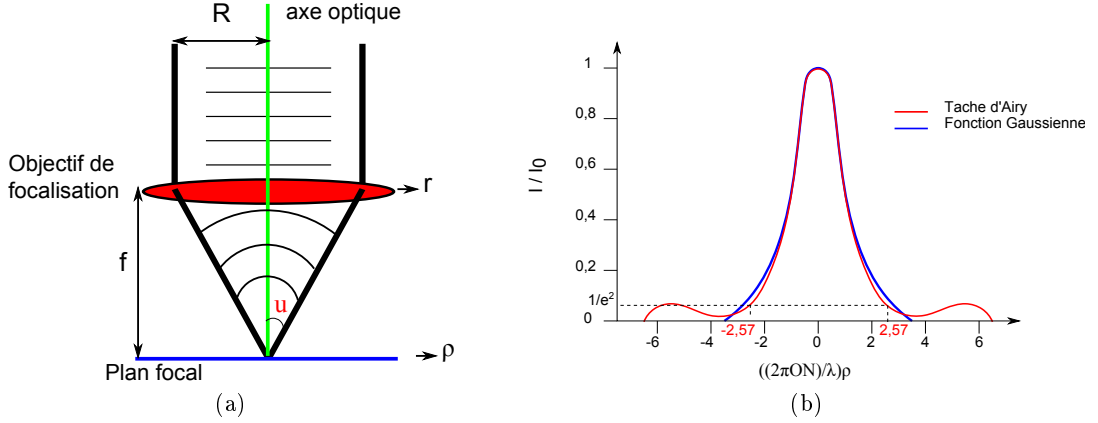 R
axe optique
Objectif de
focalisation
r
f
u
ρ
Plan focal
(a)
I / I0
1
0,8
0,6
0,4
0,2
1/e²
0
-2,57
2,57
-6
-4
-2
0
2
4
6
((2πON)/λ)ρ
Tache d'Airy
Fonction Gaussienne
(b)